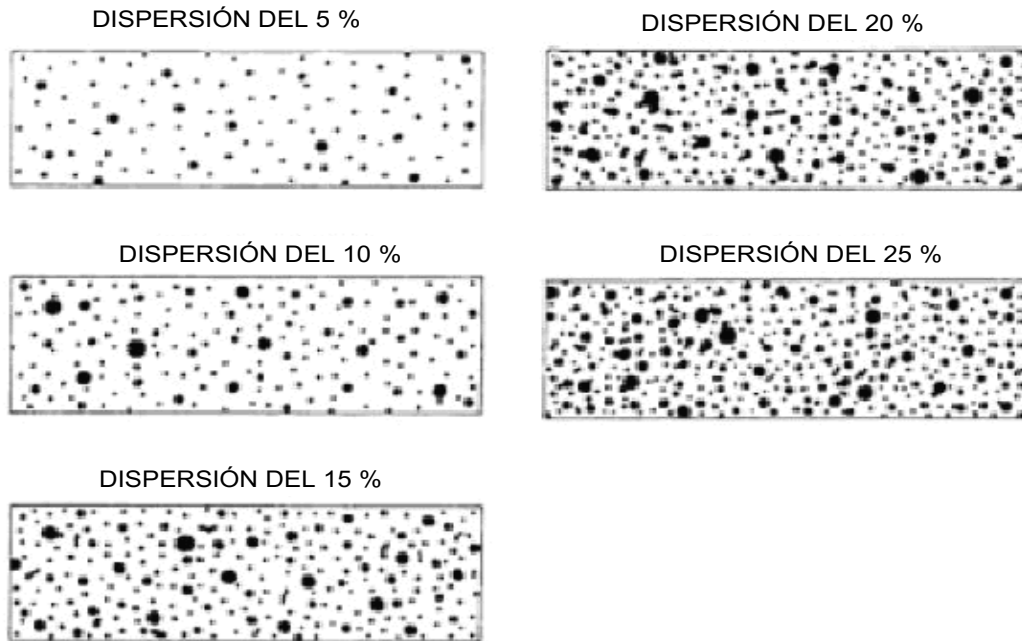 DISPERSIÓN DEL 5 %
DISPERSIÓN DEL 20 %
DISPERSIÓN DEL 10 %
DISPERSIÓN DEL 25 %
DISPERSIÓN DEL 15 %